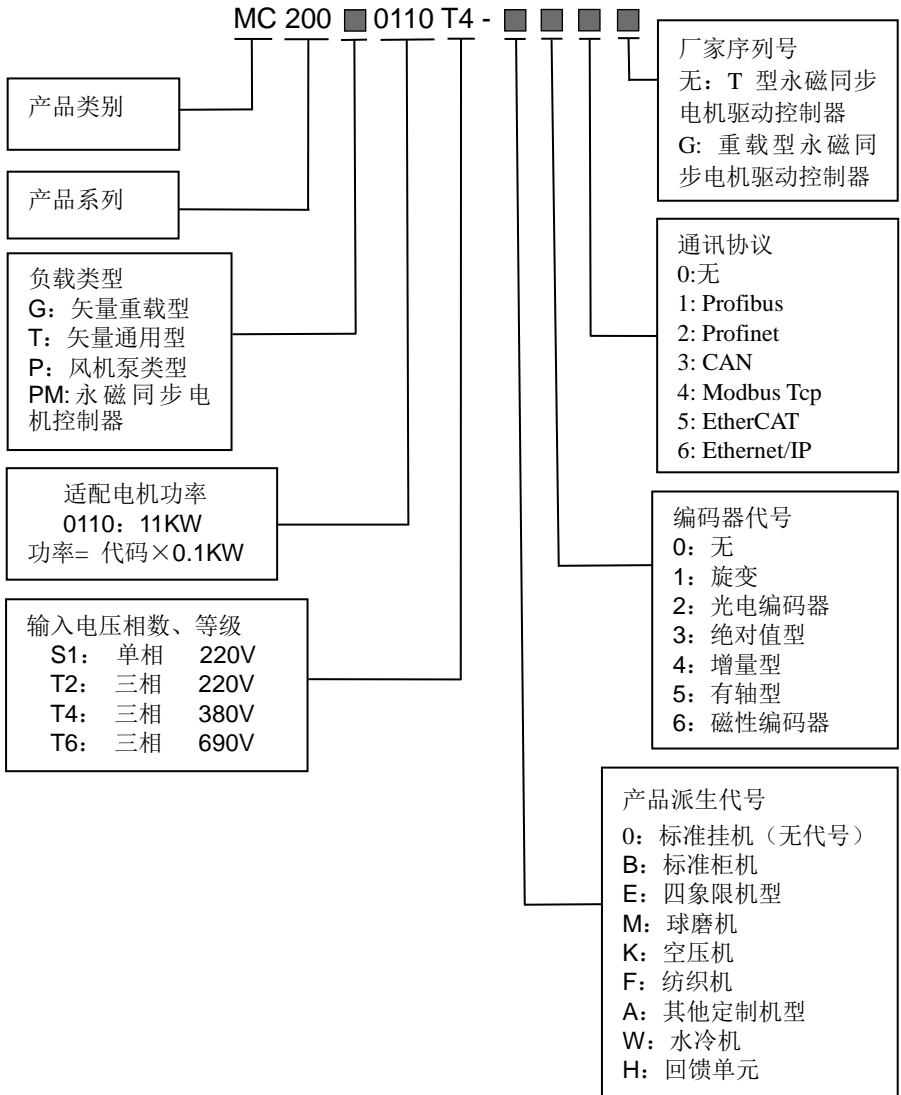 MC 200 ■ 0110 T4 - ■ ■ ■ ■
产品类别
产品系列
负载类型
G：矢量重载型
T：矢量通用型
P：风机泵类型
PM:永磁同步电
机控制器
适配电机功率
0110：11KW
功率= 代码×0.1KW
输入电压相数、等级
S1： 单相 220V
T2： 三相 220V
T4： 三相 380V
T6： 三相 690V
厂家序列号
无：T 型永磁同步
电机驱动控制器
G: 重载型永磁同
步电机驱动控制器
通讯协议
0:无
1: Profibus
2: Profinet
3: CAN
4: Modbus Tcp
5: EtherCAT
6: Ethernet/IP
编码器代号
0：无
1：旋变
2：光电编码器
3：绝对值型
4：增量型
5：有轴型
6：磁性编码器
产品派生代号
0：标准挂机（无代号）
B：标准柜机
E：四象限机型
M：球磨机
K：空压机
F：纺织机
A：其他定制机型
W：水冷机
H：回馈单元